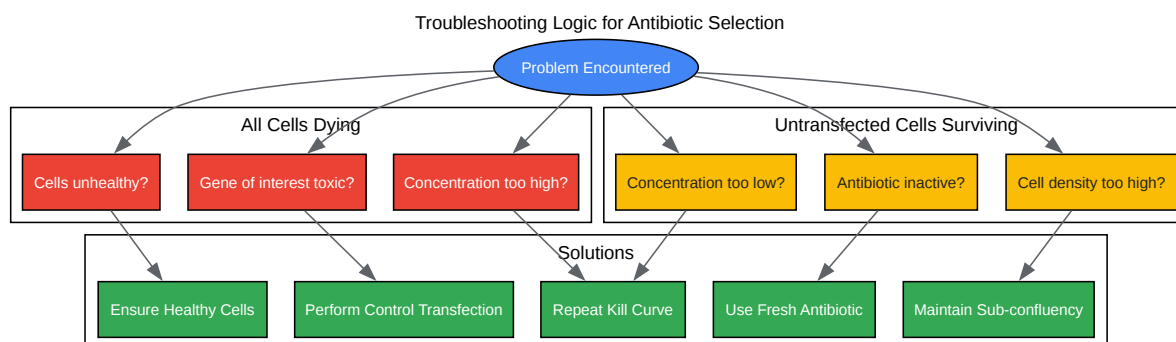 Troubleshooting Logic for Antibiotic Selection
Problem Encountered
All Cells Dying
Untransfected Cells Surviving
Cells unhealthy?
Gene of interest toxic?
Concentration too high?
Concentration too low?
Antibiotic inactive?
Cell density too high?
Solutions
Ensure Healthy Cells
Perform Control Transfection
Repeat Kill Curve
Use Fresh Antibiotic
Maintain Sub-confluency